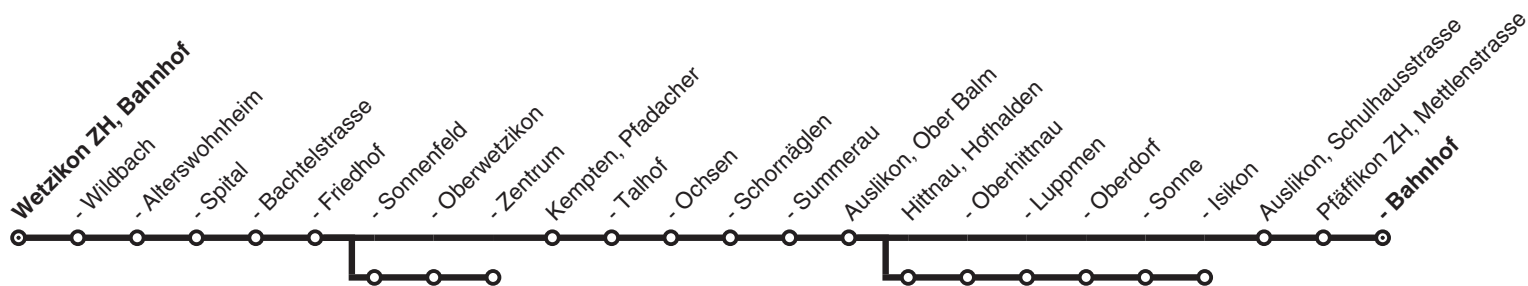 Wetzikon ZH, Bahnhof
- Wildbach
- Alterswohnheim
- Spital
- Bachtelstrasse
- Friedhof
- Sonnenfeld
- Oberwetzikon
- Zentrum
Kempten, Pfadacher
- Talhof
- Ochsen
- Schornäglen
- Summerau
Auslikon, Ober Balm
Hittnau, Hofhalden
- Oberhittnau
- Luppmen
- Oberdorf
- Sonne
- Isikon
Auslikon, Schulhausstrasse
Pfäffikon ZH, Mettlenstrasse
- Bahnhof